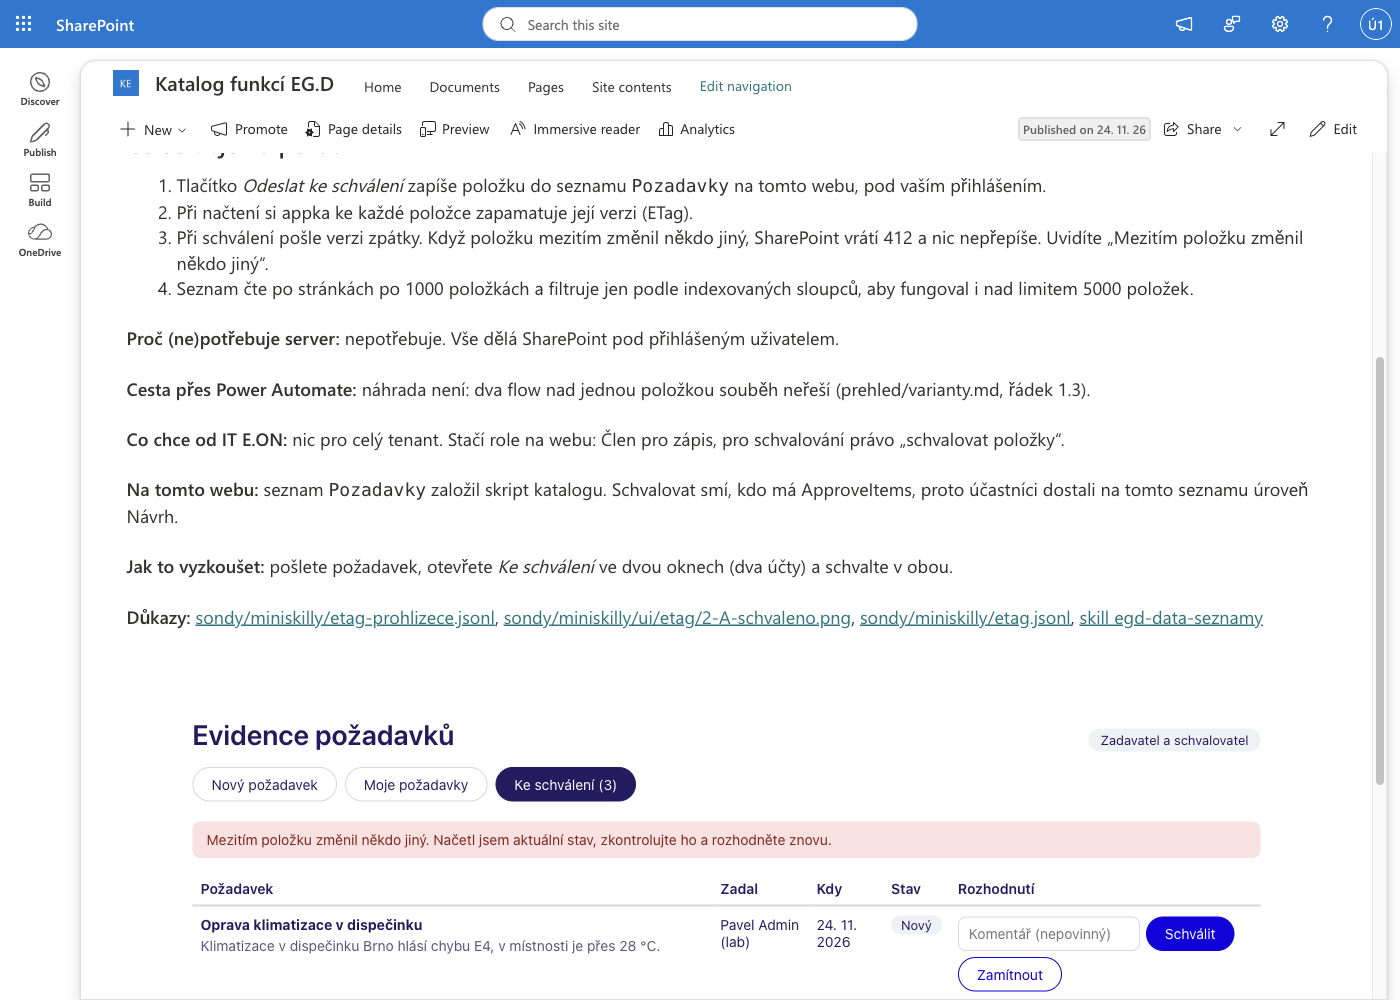 SharePoint
Search this site
Ú1
Discover
Publish
Build
OneDrive
KE
Katalog funkcí EG.D
Home
Documents
Pages
Site contents
Edit navigation
New
Promote
Page details
Preview
Immersive reader
Analytics
Published on 24. 11. 26
Share
Edit
1. Tlačítko Odeslat ke schválení zapíše položku do seznamu Pozadavky na tomto webu, pod vaším přihlášením.
2. Při načtení si appka ke každé položce zapamatuje její verzi (ETag).
3. Při schválení pošle verzi zpátky. Když položku mezitím změnil někdo jiný, SharePoint vrátí 412 a nic nepřepíše. Uvidíte „Mezitím položku změnil
někdo jiný“.
4. Seznam čte po stránkách po 1000 položkách a filtruje jen podle indexovaných sloupců, aby fungoval i nad limitem 5000 položek.
Proč (ne)potřebuje server: nepotřebuje. Vše dělá SharePoint pod přihlášeným uživatelem.
Cesta přes Power Automate: náhrada není: dva flow nad jednou položkou souběh neřeší (prehled/varianty.md, řádek 1.3).
Co chce od IT E.ON: nic pro celý tenant. Stačí role na webu: Člen pro zápis, pro schvalování právo „schvalovat položky“.
Na tomto webu: seznam Pozadavky založil skript katalogu. Schvalovat smí, kdo má ApproveItems, proto účastníci dostali na tomto seznamu úroveň
Návrh.
Jak to vyzkoušet: pošlete požadavek, otevřete Ke schválení ve dvou oknech (dva účty) a schvalte v obou.
Důkazy: sondy/miniskilly/etag-prohlizece.jsonl, sondy/miniskilly/ui/etag/2-A-schvaleno.png, sondy/miniskilly/etag.jsonl, skill egd-data-seznamy
Evidence požadavků
Zadavatel a schvalovatel
Nový požadavek
Moje požadavky
Ke schválení (3)
Mezitím položku změnil někdo jiný. Načetl jsem aktuální stav, zkontrolujte ho a rozhodněte znovu.
Požadavek Zadal Kdy Stav Rozhodnutí
Oprava klimatizace v dispečinku
Klimatizace v dispečinku Brno hlásí chybu E4, v místnosti je přes 28 °C.
Pavel Admin
(lab)
24. 11.
2026
Nový
Komentář (nepovinný)
Schválit
Zamítnout